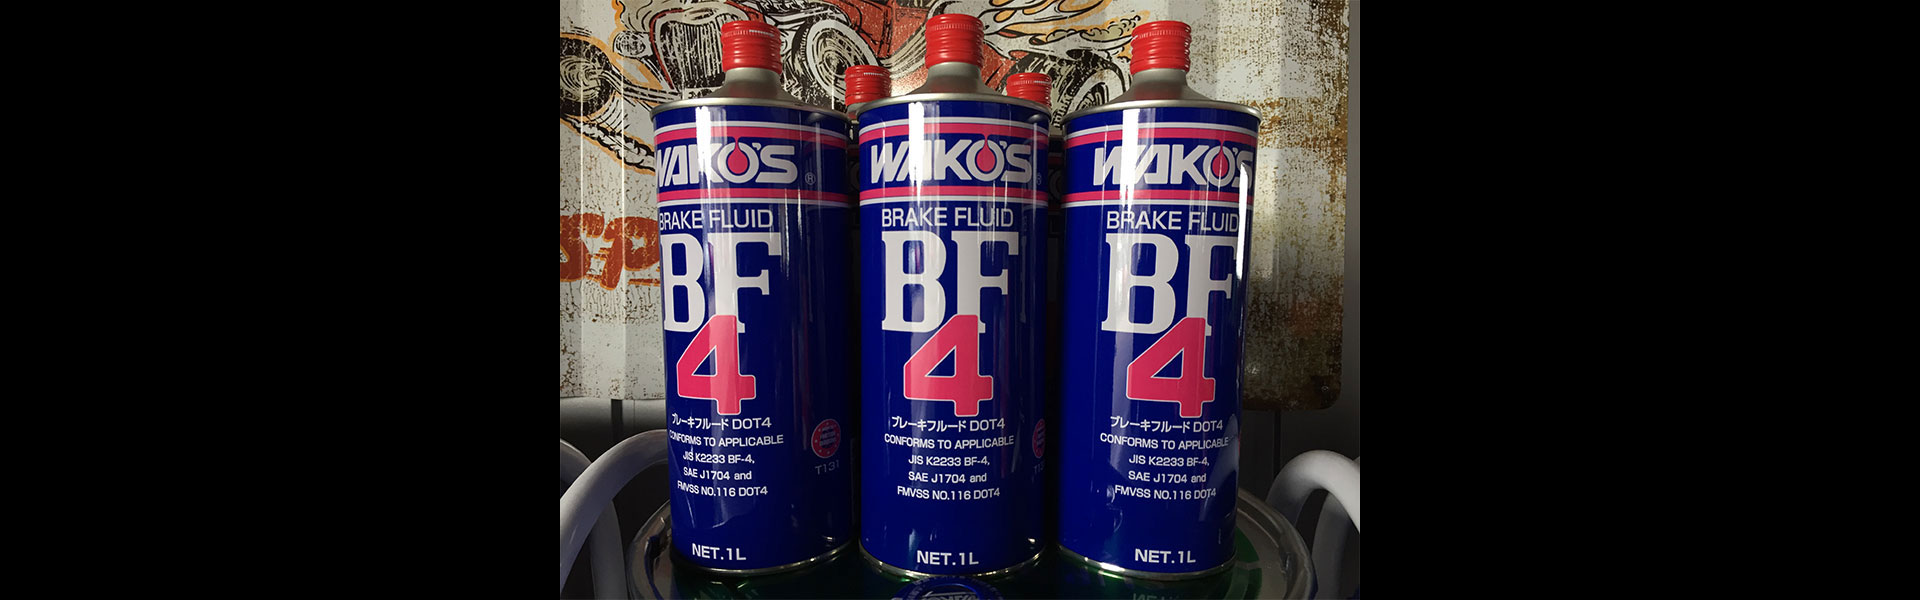 WAKO'S ®
BRAKE FLUID
BF
4
ブレーキフルード DOT4
CONFORMS TO APPLICABLE
JIS K2233 BF-4,
SAE J1704 and
FMVSS NO.116 DOT4
T131
NET.1L
WAKO'S
BRAKE FLUID
BF
4
ブレーキフルード DOT4
CONFORMS TO APPLICABLE
JIS K2233 BF-4,
SAE J1704 and
FMVSS NO.116 DOT4
NET.1L
WAKO'S
BRAKE FLUID
BF
4
ブレーキフルード DOT4
CONFORMS TO APPLICABLE
JIS K2233 BF-4,
SAE J1704 and
FMVSS NO.116 DOT4
NET.1L